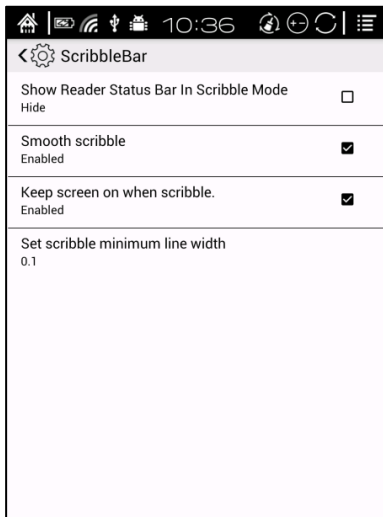 10:36
ScribbleBar
Show Reader Status Bar In Scribble Mode
Hide
Smooth scribble
Enabled
Keep screen on when scribble.
Enabled
Set scribble minimum line width
0.1